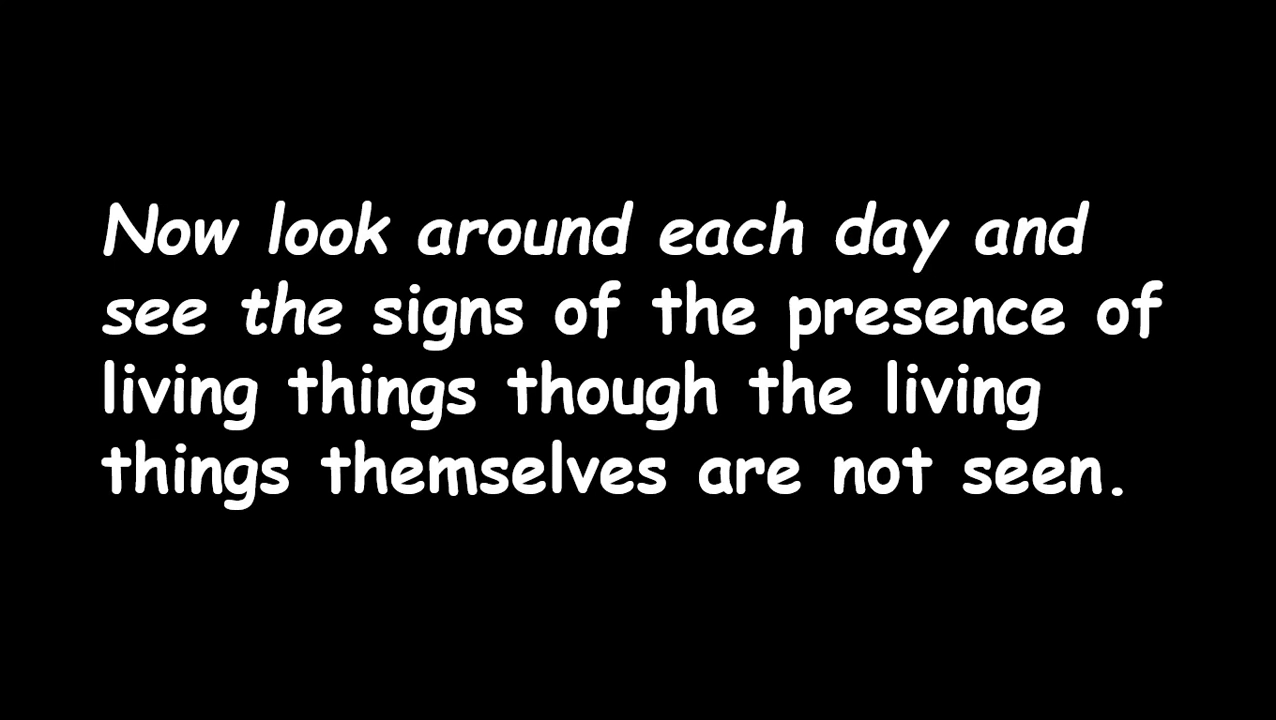 Now look around each day and
see the signs of the presence of
living things though the living
things themselves are not seen.